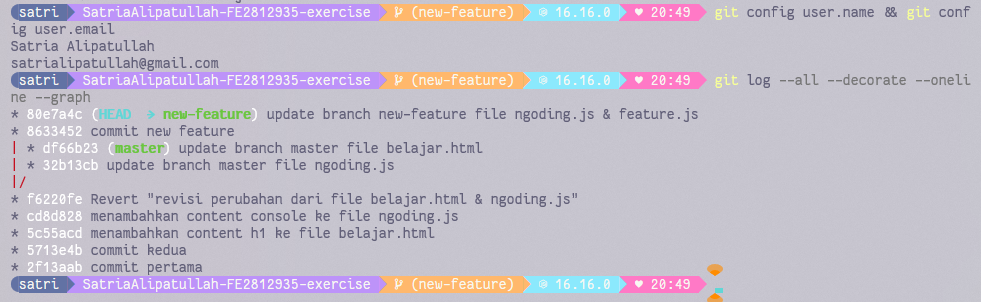 satri SatriaAlipatullah-FE2812935-exercise (new-feature) @ 16.16.0 ♥ 20:49 git config user.name && git conf
ig user.email
Satria Alipatullah
satrialipatullah@gmail.com
satri SatriaAlipatullah-FE2812935-exercise (new-feature) @ 16.16.0 ♥ 20:49 git log --all --decorate --oneli
ne --graph
* 80e7a4c (HEAD → new-feature) update branch new-feature file ngoding.js & feature.js
* 8633452 commit new feature
| * df66b23 (master) update branch master file belajar.html
| * 32b13cb update branch master file ngoding.js
|/
* f6220fe Revert "revisi perubahan dari file belajar.html & ngoding.js"
* cd8d828 menambahkan content console ke file ngoding.js
* 5c55acd menambahkan content h1 ke file belajar.html
* 5713e4b commit kedua
* 2f13aab commit pertama
satri SatriaAlipatullah-FE2812935-exercise (new-feature) @ 16.16.0 ♥ 20:49